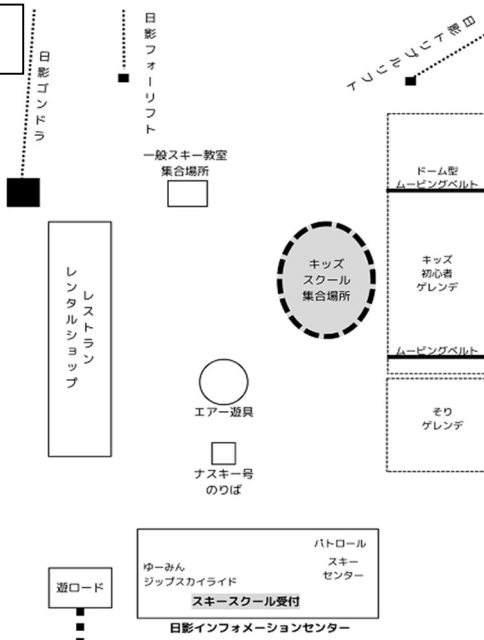 日影ゴンドラ
日影フォーリフト
日影トリプルリフト
一般スキー教室
集合場所
ドーム型
ムービングベルト
キッズ
スクール
集合場所
キッズ
初心者
ゲレンデ
レストラン
レンタルショップ
ムービングベルト
エアー遊具
そり
ゲレンデ
ナスキー号
のりば
パトロール
スキー
センター
ゆーみん
ジップスカイライド
スキースクール受付
遊ロード
日影インフォメーションセンター